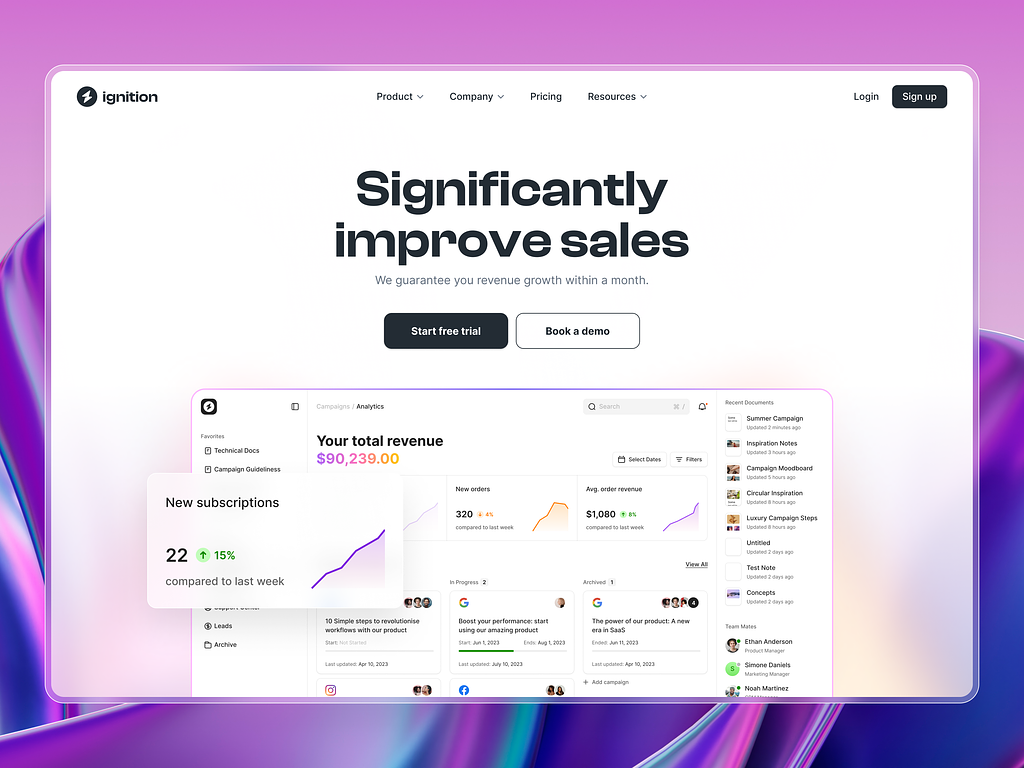 ignition
Product
Company
Pricing
Resources
Login
Sign up
Significantly
improve sales
We guarantee you revenue growth within a month.
Start free trial
Book a demo
Campaigns / Analytics
Search
⌘ /
Favorites
Technical Docs
Campaign Guideliness
Your total revenue
$90,239.00
Select Dates
Filters
New subscriptions
22
15%
compared to last week
New orders
320
4%
compared to last week
Avg. order revenue
$1,080
8%
compared to last week
View All
Support Center
Leads
Archive
10 Simple steps to revolutionise
workflows with our product
Start: Not Started
Last updated: Apr 10, 2023
In Progress 2
Boost your performance: start
using our amazing product
Start: Jun 1, 2023
Ends: Aug 1, 2023
Last updated: July 10, 2023
Archived 1
4
The power of our product: A new
era in SaaS
Ended: Jun 11, 2023
Last updated: Apr 10, 2023
+ Add campaign
Recent Documents
Summer Campaign
Updated 2 minutes ago
Inspiration Notes
Updated 3 hours ago
Campaign Moodboard
Updated 5 hours ago
Circular Inspiration
Updated 8 hours ago
Luxury Campaign Steps
Updated 8 hours ago
Untitled
Updated 2 days ago
Test Note
Updated 2 days ago
Concepts
Updated 2 days ago
Team Mates
Ethan Anderson
Product Manager
S
Simone Daniels
Marketing Manager
Noah Martinez